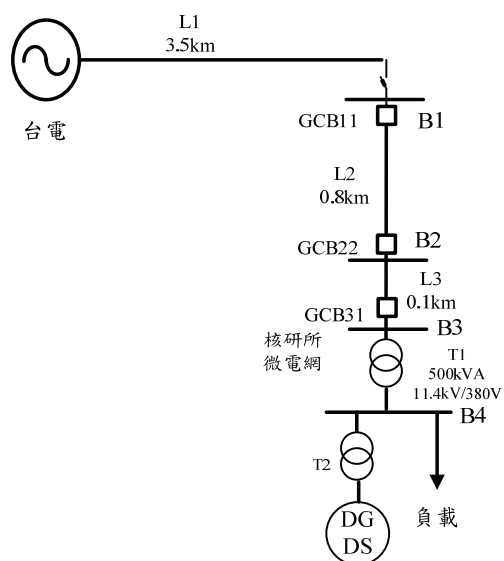 L1
3.5km
台電
GCB11
B1
L2
0.8km
GCB22
B2
L3
0.1km
GCB31
B3
核研所
微電網
T1
500kVA
11.4kV/380V
B4
T2
負載
DG
DS